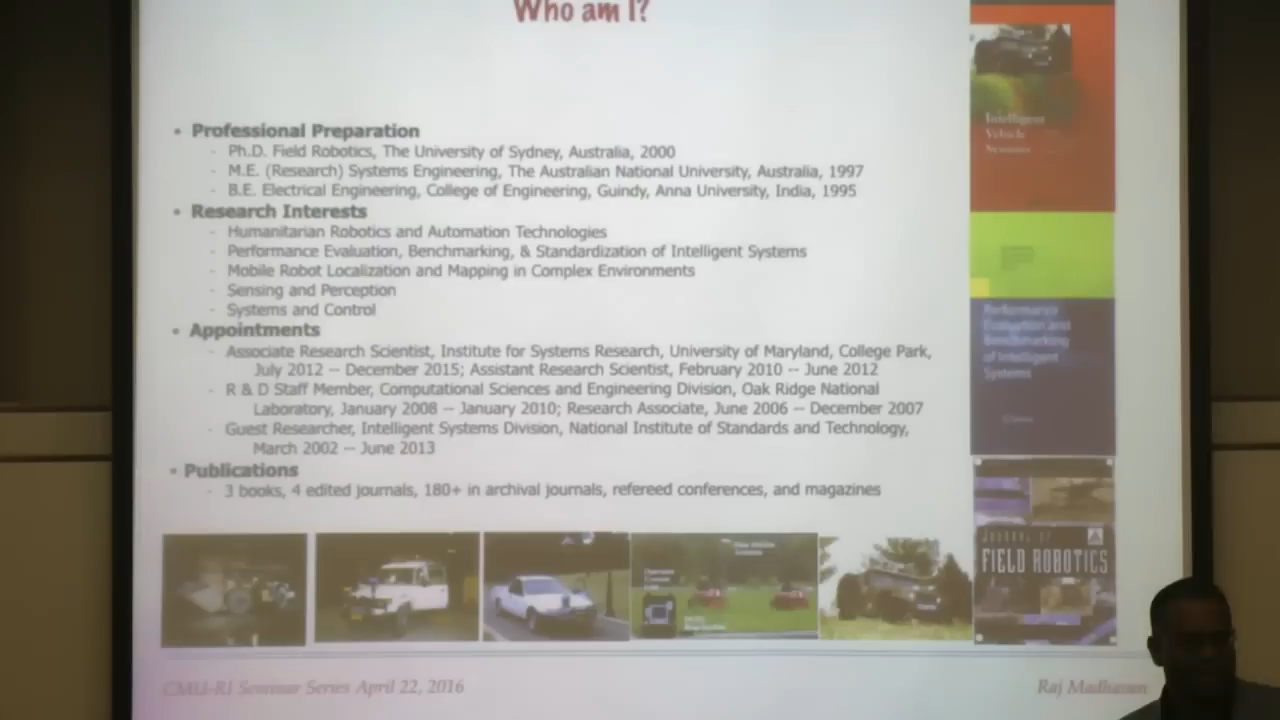 Who am I?
• Professional Preparation
- Ph.D. Field Robotics, The University of Sydney, Australia, 2000
- M.E. (Research) Systems Engineering, The Australian National University, Australia, 1997
- B.E. Electrical Engineering, College of Engineering, Guindy, Anna University, India, 1995
• Research Interests
- Humanitarian Robotics and Automation Technologies
- Performance Evaluation, Benchmarking, & Standardization of Intelligent Systems
- Mobile Robot Localization and Mapping in Complex Environments
- Sensing and Perception
- Systems and Control
• Appointments
- Associate Research Scientist, Institute for Systems Research, University of Maryland, College Park,
July 2012 -- December 2015; Assistant Research Scientist, February 2010 -- June 2012
- R & D Staff Member, Computational Sciences and Engineering Division, Oak Ridge National
Laboratory, January 2008 -- January 2010; Research Associate, June 2006 -- December 2007
- Guest Researcher, Intelligent Systems Division, National Institute of Standards and Technology,
March 2002 -- June 2013
• Publications
- 3 books, 4 edited journals, 180+ in archival journals, refereed conferences, and magazines
Intelligent
Vehicle
Systems
Performance
Evaluation and
Benchmarking
of Intelligent
Systems
JOURNAL OF
FIELD ROBOTICS
CMU-RI Seminar Series April 22, 2016
Raj Madhavan